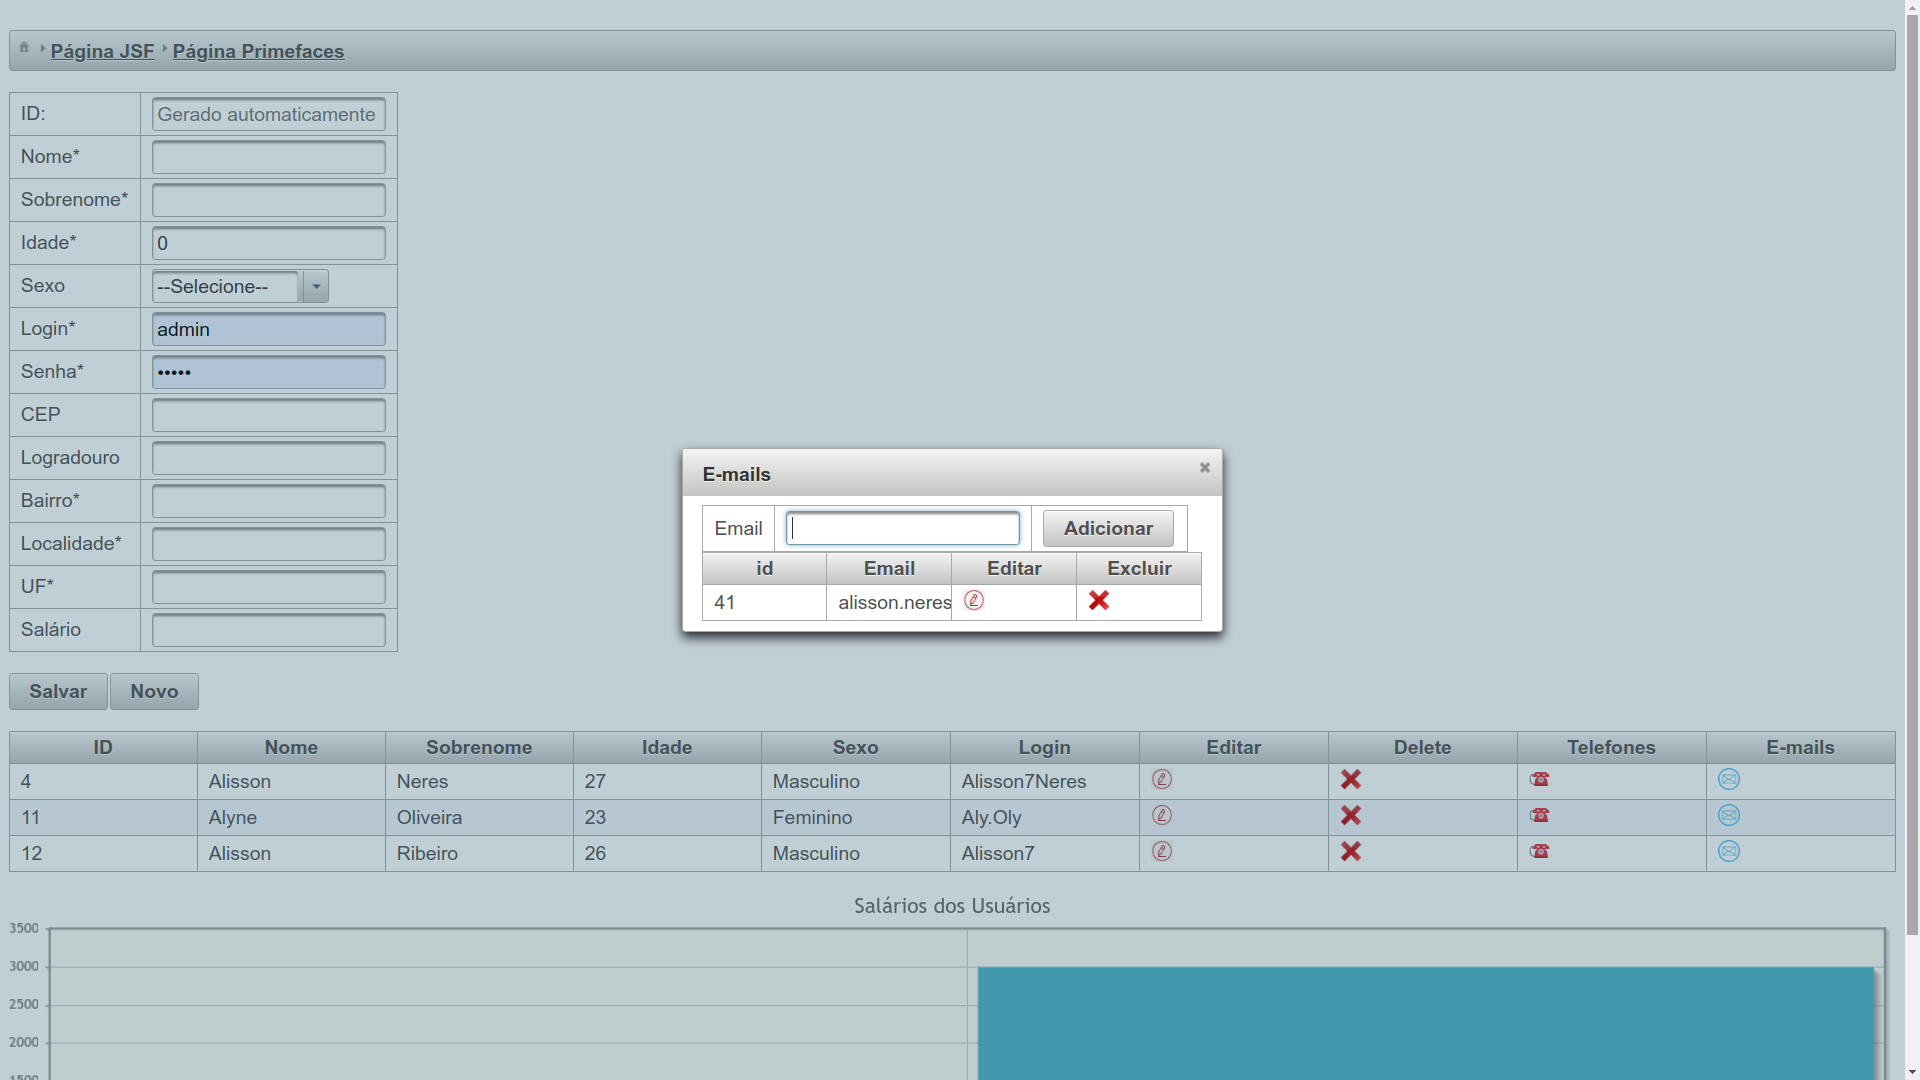 Página JSF Página Primefaces
ID: Gerado automaticamente
Nome*
Sobrenome*
Idade* 0
Sexo --Selecione--
Login* admin
Senha* •••••
CEP
Logradouro
Bairro*
Localidade*
UF*
Salário
Salvar Novo
E-mails
Email Adicionar
id Email Editar Excluir
41 alisson.neres
ID Nome Sobrenome Idade Sexo Login Editar Delete Telefones E-mails
4 Alisson Neres 27 Masculino Alisson7Neres
11 Alyne Oliveira 23 Feminino Aly.Oly
12 Alisson Ribeiro 26 Masculino Alisson7
Salários dos Usuários
3500
3000
2500
2000
1500